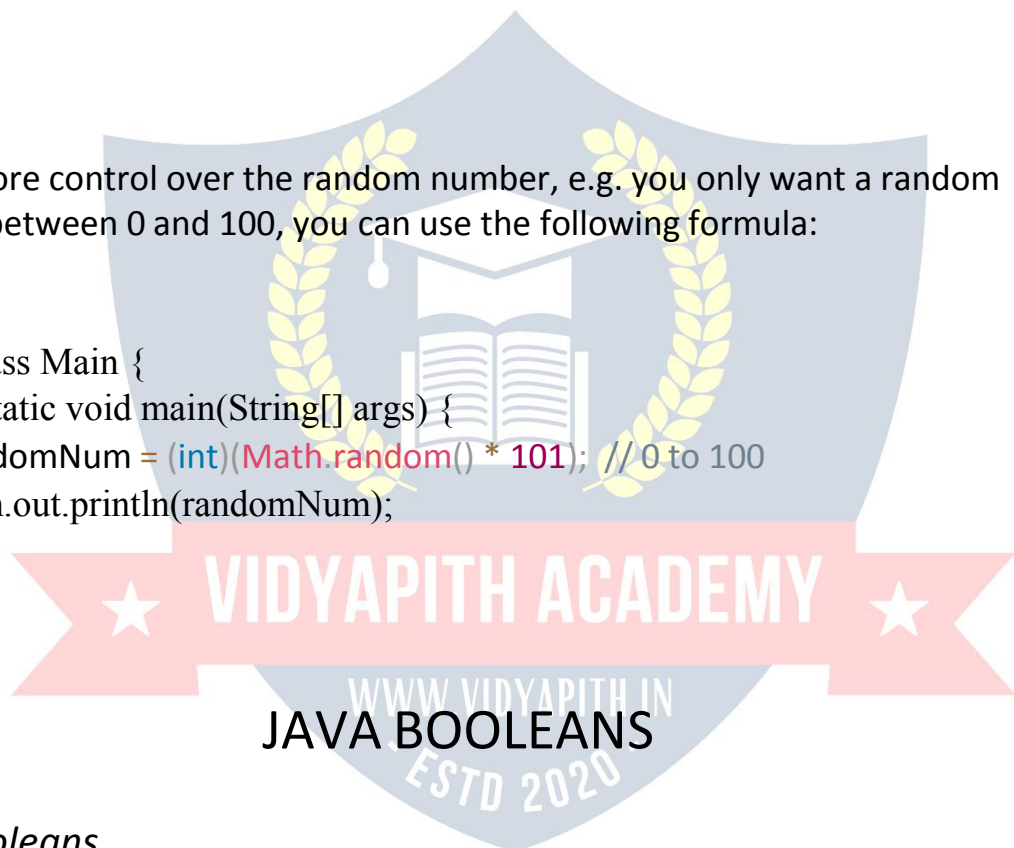 ore control over the random number, e.g. you only want a random
between 0 and 100, you can use the following formula:
ss Main {
tatic void main(String[] args) {
domNum = (int)(Math.random() * 101); // 0 to 100
.out.println(randomNum);
VIDYAPITH ACADEMY
WWW VIDYAPITH IN
JAVA BOOLEANS
ESTD 2020
oleans